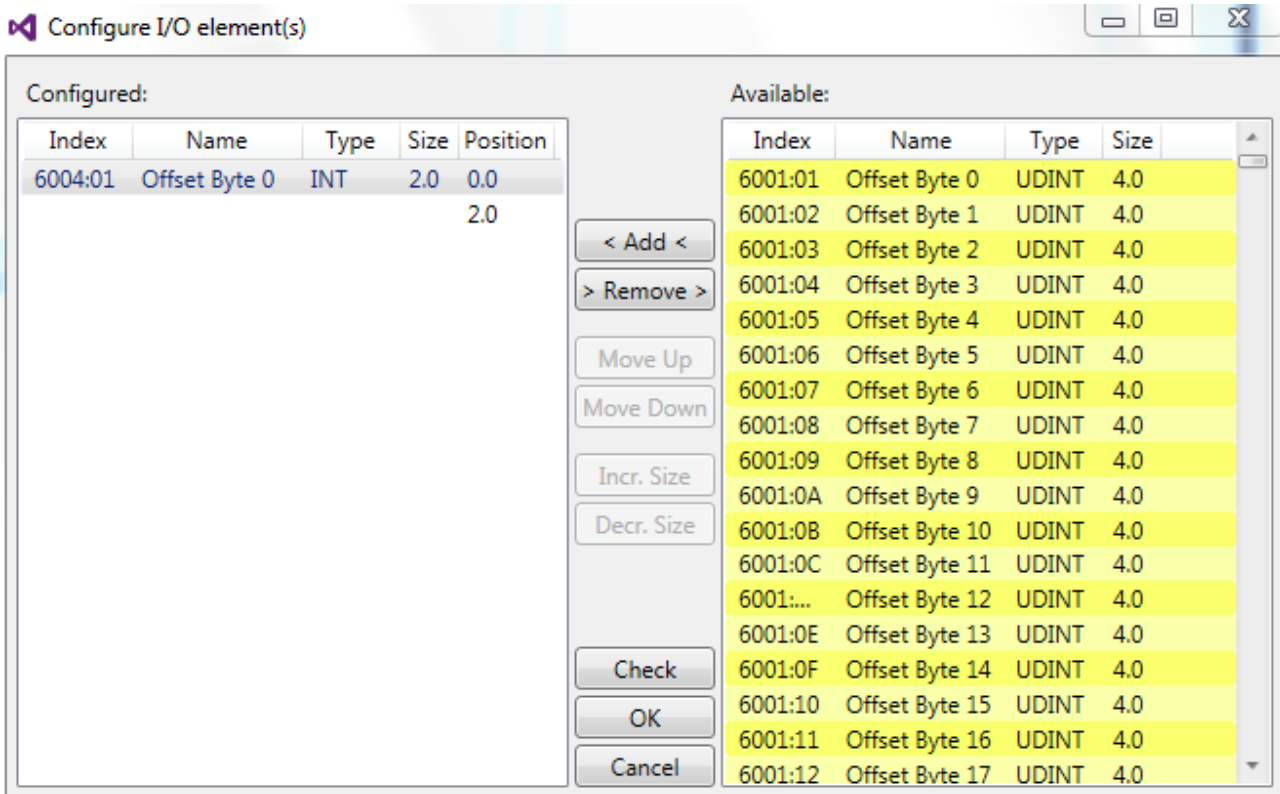 Configure I/O element(s)
Configured:
Index Name Type Size Position
6004:01 Offset Byte 0 INT 2.0 0.0
2.0
< Add <
> Remove >
Move Up
Move Down
Incr. Size
Decr. Size
Check
OK
Cancel
Available:
Index Name Type Size
6001:01 Offset Byte 0 UDINT 4.0
6001:02 Offset Byte 1 UDINT 4.0
6001:03 Offset Byte 2 UDINT 4.0
6001:04 Offset Byte 3 UDINT 4.0
6001:05 Offset Byte 4 UDINT 4.0
6001:06 Offset Byte 5 UDINT 4.0
6001:07 Offset Byte 6 UDINT 4.0
6001:08 Offset Byte 7 UDINT 4.0
6001:09 Offset Byte 8 UDINT 4.0
6001:0A Offset Byte 9 UDINT 4.0
6001:0B Offset Byte 10 UDINT 4.0
6001:0C Offset Byte 11 UDINT 4.0
6001:... Offset Byte 12 UDINT 4.0
6001:0E Offset Byte 13 UDINT 4.0
6001:0F Offset Byte 14 UDINT 4.0
6001:10 Offset Byte 15 UDINT 4.0
6001:11 Offset Byte 16 UDINT 4.0
6001:12 Offset Byte 17 UDINT 4.0